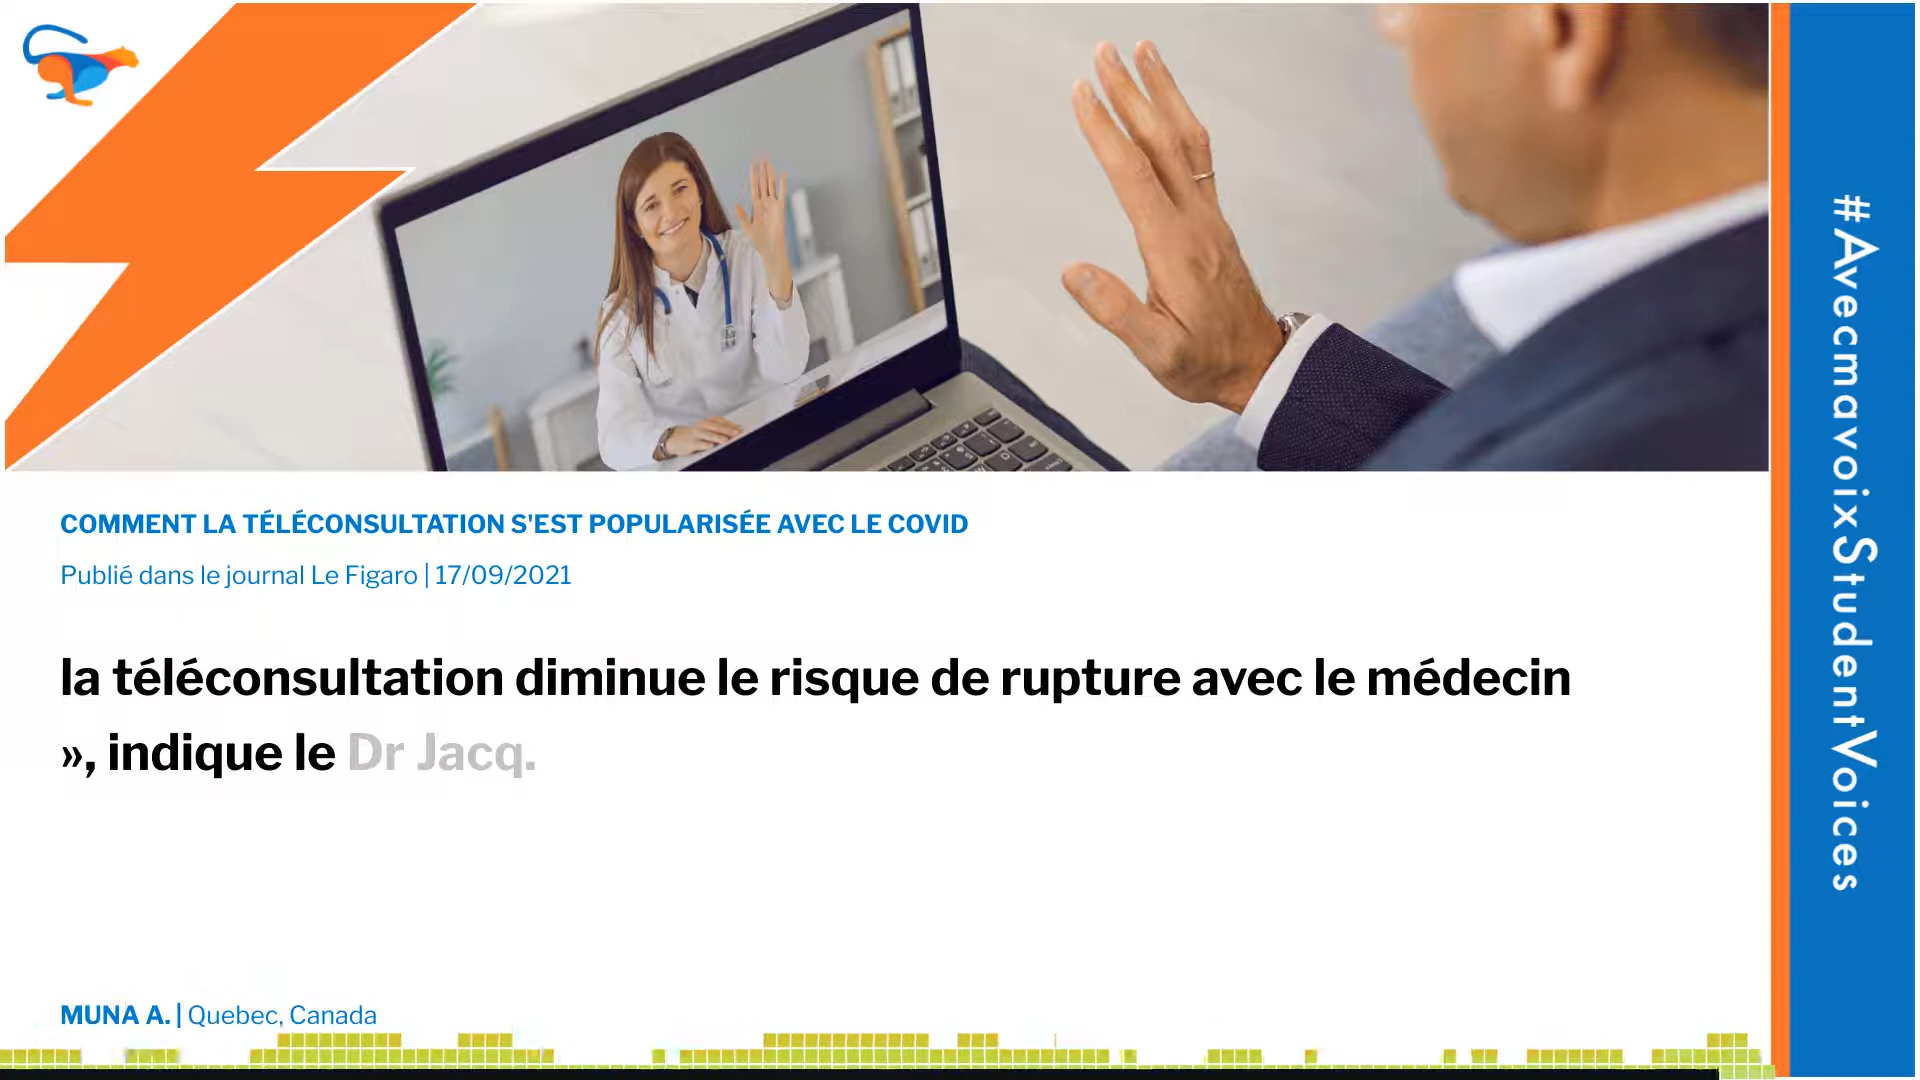 COMMENT LA TÉLÉCONSULTATION S'EST POPULARISÉE AVEC LE COVID
Publié dans le journal Le Figaro | 17/09/2021
la téléconsultation diminue le risque de rupture avec le médecin
», indique le Dr Jacq.
MUNA A. | Quebec, Canada
#AvecmavoixStudentVoices